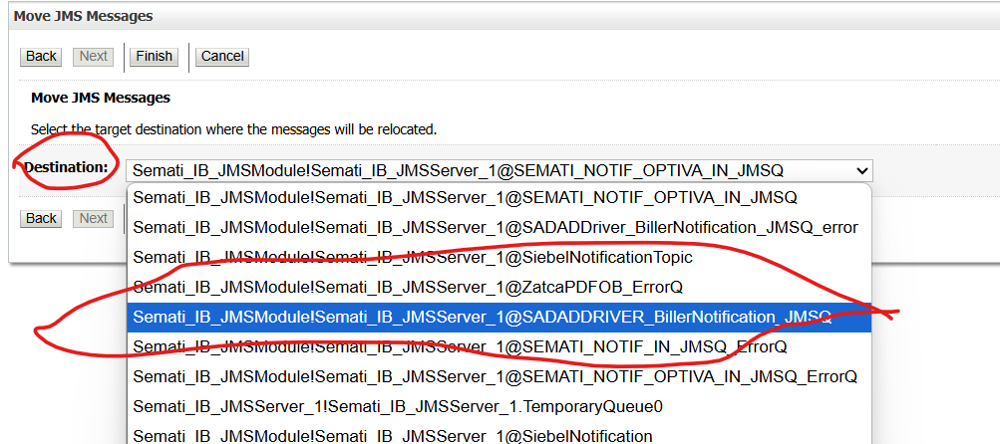 Move JMS Messages
Back Next Finish Cancel
Move JMS Messages
Select the target destination where the messages will be relocated.
Destination: Semati_IB_JMSModule!Semati_IB_JMSServer_1@SEMATI_NOTIF_OPTIVA_IN_JMSQ
Semati_IB_JMSModule!Semati_IB_JMSServer_1@SEMATI_NOTIF_OPTIVA_IN_JMSQ
Back Next Semati_IB_JMSModule!Semati_IB_JMSServer_1@SADADDriver_BillerNotification_JMSQ_error
Semati_IB_JMSModule!Semati_IB_JMSServer_1@SiebelNotificationTopic
Semati_IB_JMSModule!Semati_IB_JMSServer_1@ZatcaPDFOB_ErrorQ
Semati_IB_JMSModule!Semati_IB_JMSServer_1@SADADDRIVER_BillerNotification_JMSQ
Semati_IB_JMSModule!Semati_IB_JMSServer_1@SEMATI_NOTIF_IN_JMSQ_ErrorQ
Semati_IB_JMSModule!Semati_IB_JMSServer_1@SEMATI_NOTIF_OPTIVA_IN_JMSQ_ErrorQ
Semati_IB_JMSServer_1!Semati_IB_JMSServer_1.TemporaryQueue0
Semati_IB_JMSModule!Semati_IB_JMSServer_1@SiebelNotification